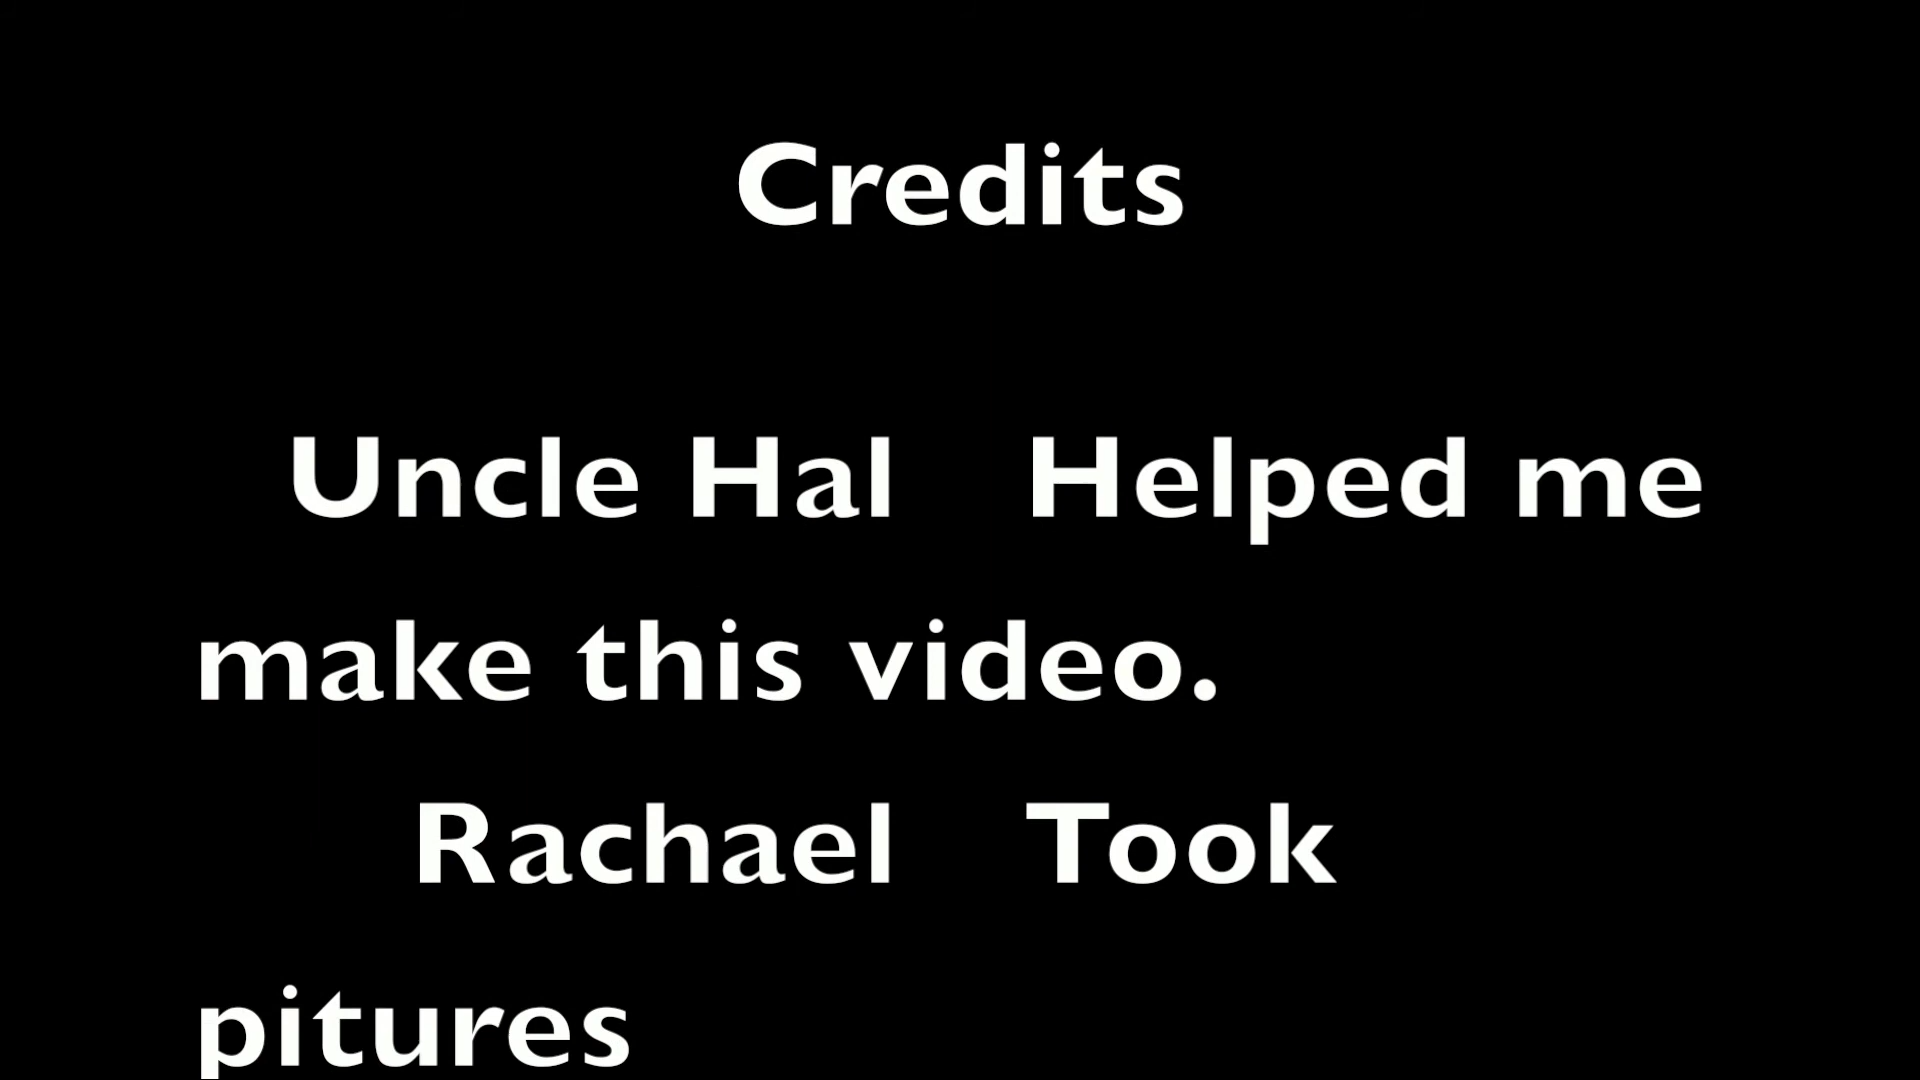 Credits
Uncle Hal Helped me
make this video.
Rachael Took
pitures